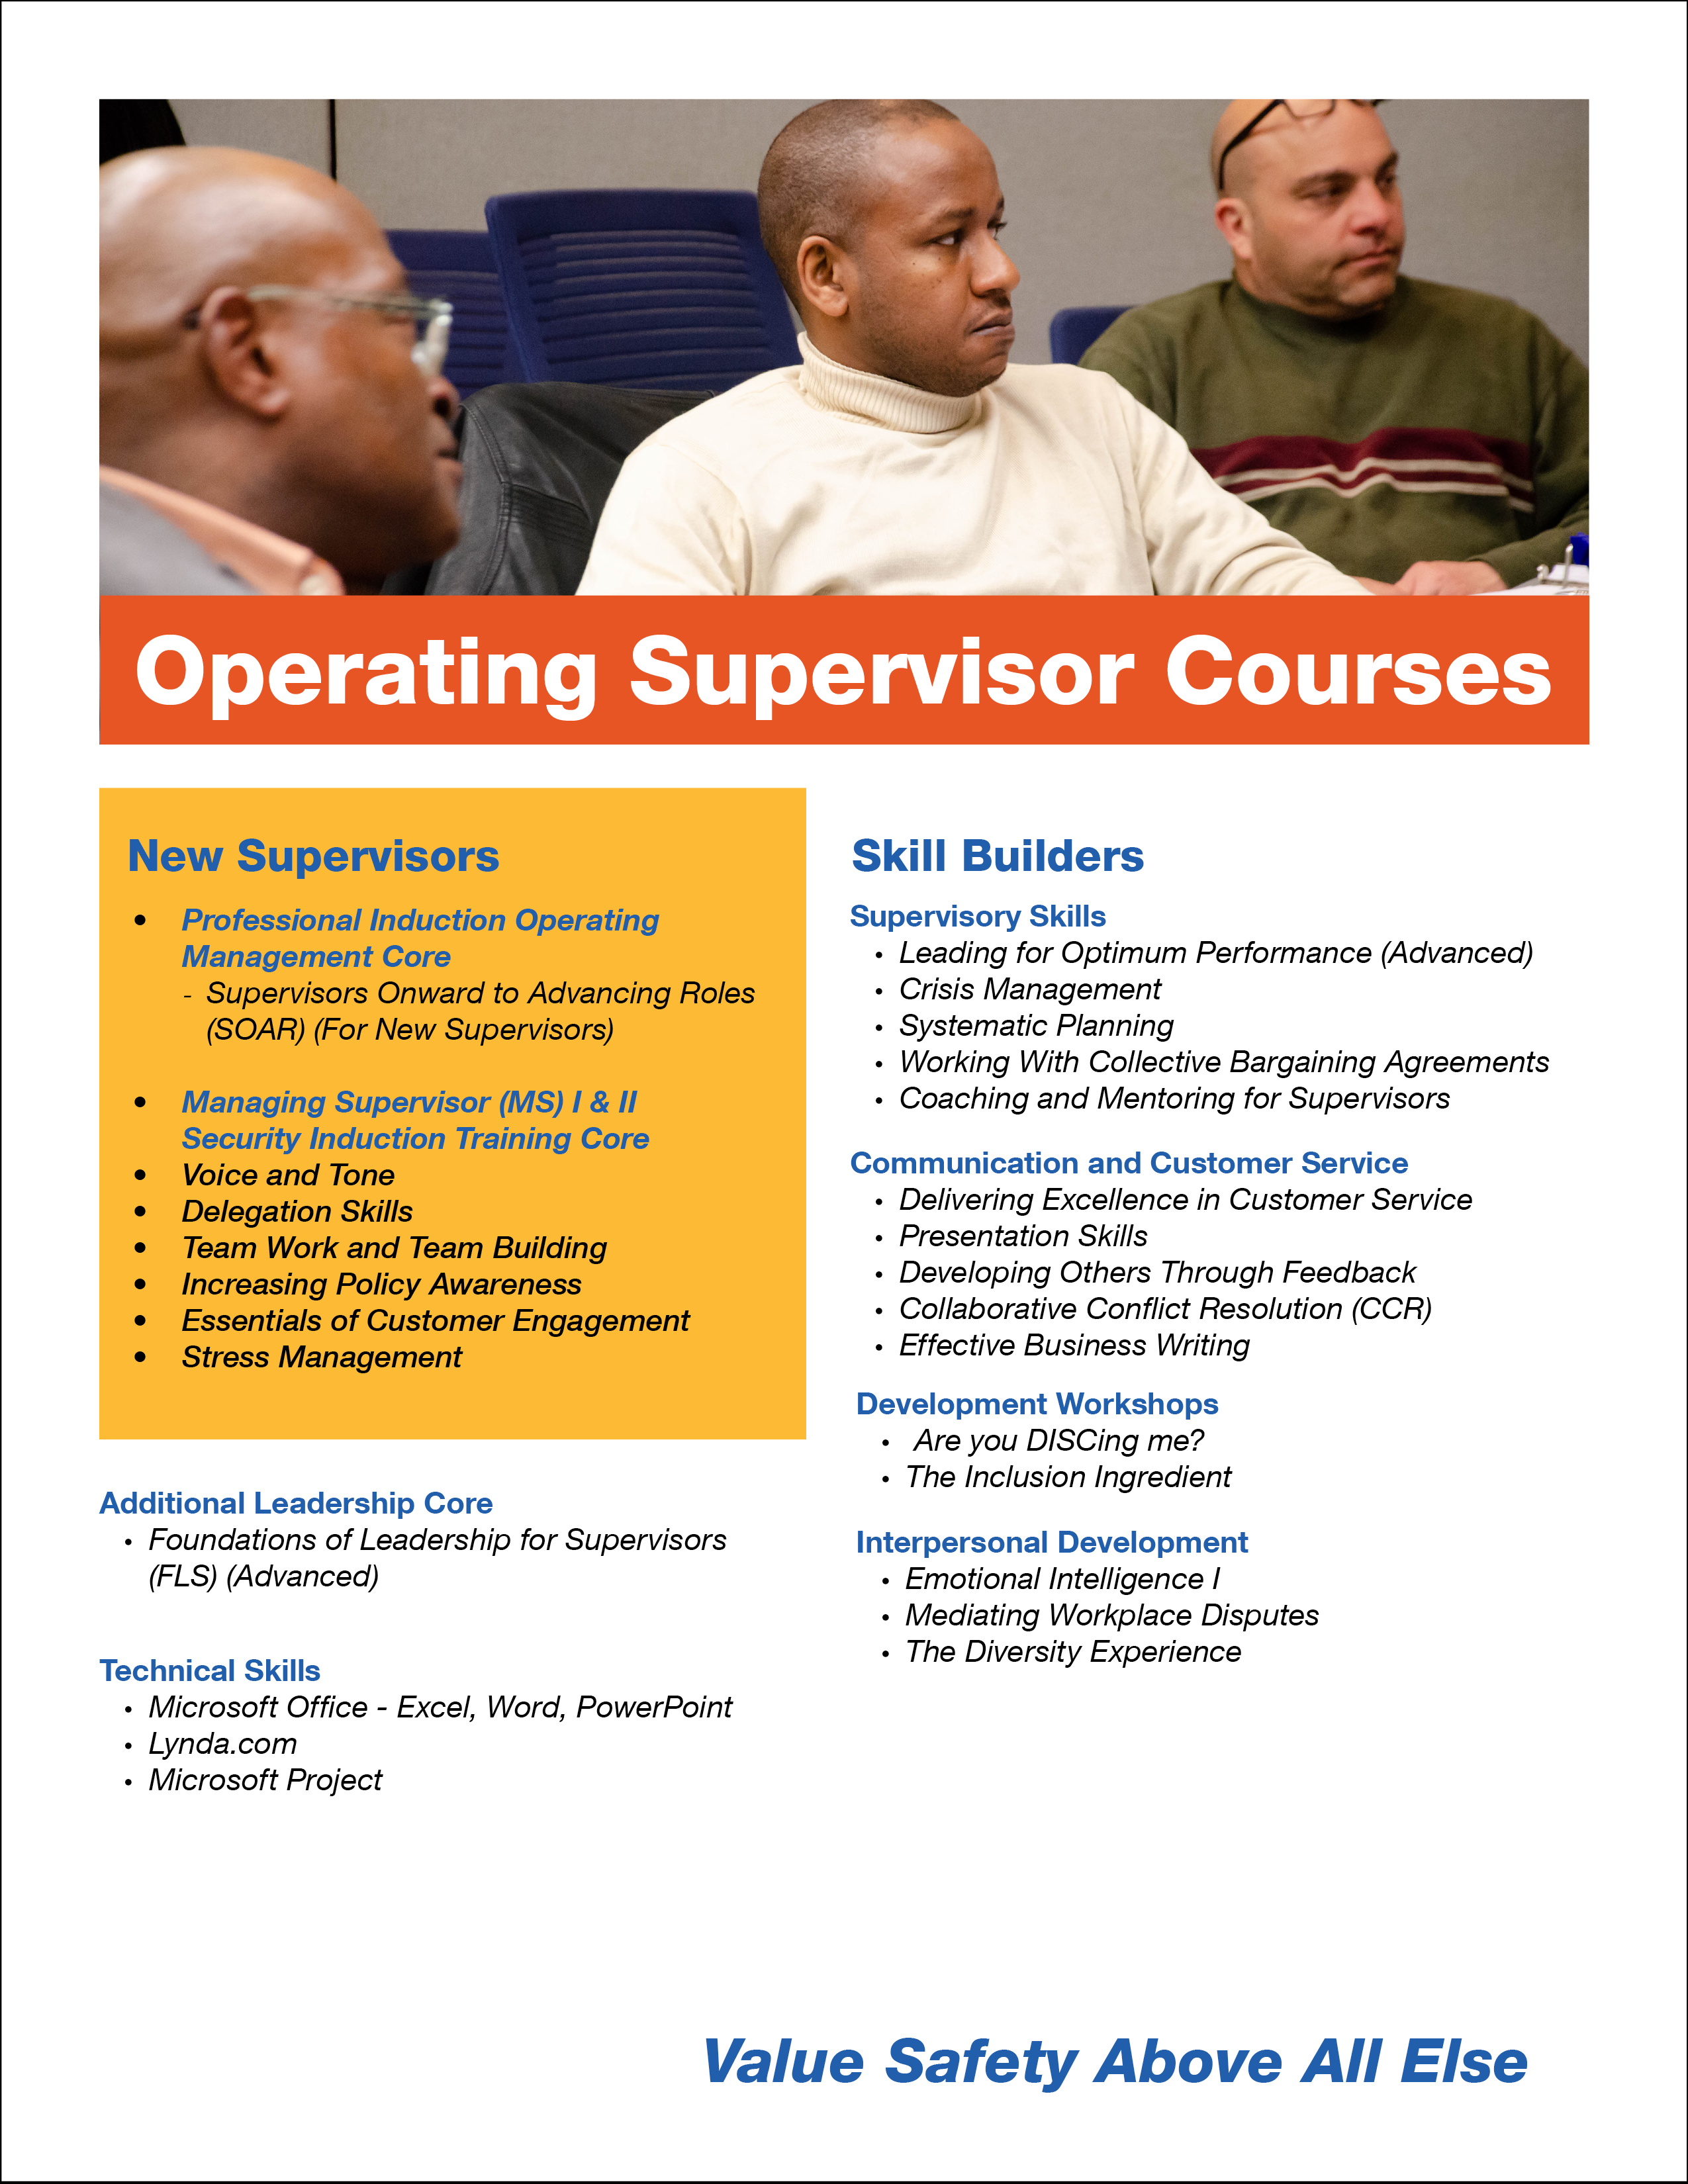 Operating Supervisor Courses
New Supervisors
• Professional Induction Operating
Management Core
- Supervisors Onward to Advancing Roles
(SOAR) (For New Supervisors)
• Managing Supervisor (MS) I & II
Security Induction Training Core
• Voice and Tone
• Delegation Skills
• Team Work and Team Building
• Increasing Policy Awareness
• Essentials of Customer Engagement
• Stress Management
Additional Leadership Core
• Foundations of Leadership for Supervisors
(FLS) (Advanced)
Technical Skills
• Microsoft Office - Excel, Word, PowerPoint
• Lynda.com
• Microsoft Project
Skill Builders
Supervisory Skills
• Leading for Optimum Performance (Advanced)
• Crisis Management
• Systematic Planning
• Working With Collective Bargaining Agreements
• Coaching and Mentoring for Supervisors
Communication and Customer Service
• Delivering Excellence in Customer Service
• Presentation Skills
• Developing Others Through Feedback
• Collaborative Conflict Resolution (CCR)
• Effective Business Writing
Development Workshops
• Are you DISCing me?
• The Inclusion Ingredient
Interpersonal Development
• Emotional Intelligence I
• Mediating Workplace Disputes
• The Diversity Experience
Value Safety Above All Else